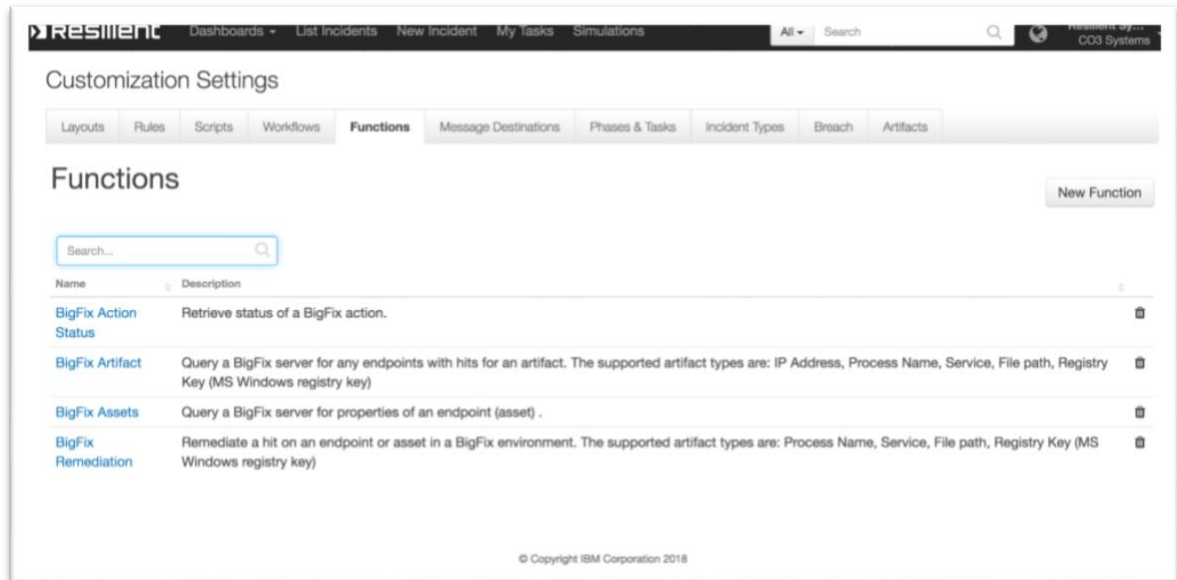 Resilient Dashboards List Incidents New Incident My Tasks Simulations All Search
CO3 Systems
Customization Settings
Layouts Rules Scripts Workflows Functions Message Destinations Phases & Tasks Incident Types Breach Artifacts
Functions
New Function
Search...
Name Description
BigFix Action Retrieve status of a BigFix action.
Status
BigFix Artifact Query a BigFix server for any endpoints with hits for an artifact. The supported artifact types are: IP Address, Process Name, Service, File path, Registry
Key (MS Windows registry key)
BigFix Assets Query a BigFix server for properties of an endpoint (asset) .
BigFix Remediate a hit on an endpoint or asset in a BigFix environment. The supported artifact types are: Process Name, Service, File path, Registry Key (MS
Remediation Windows registry key)
© Copyright IBM Corporation 2018